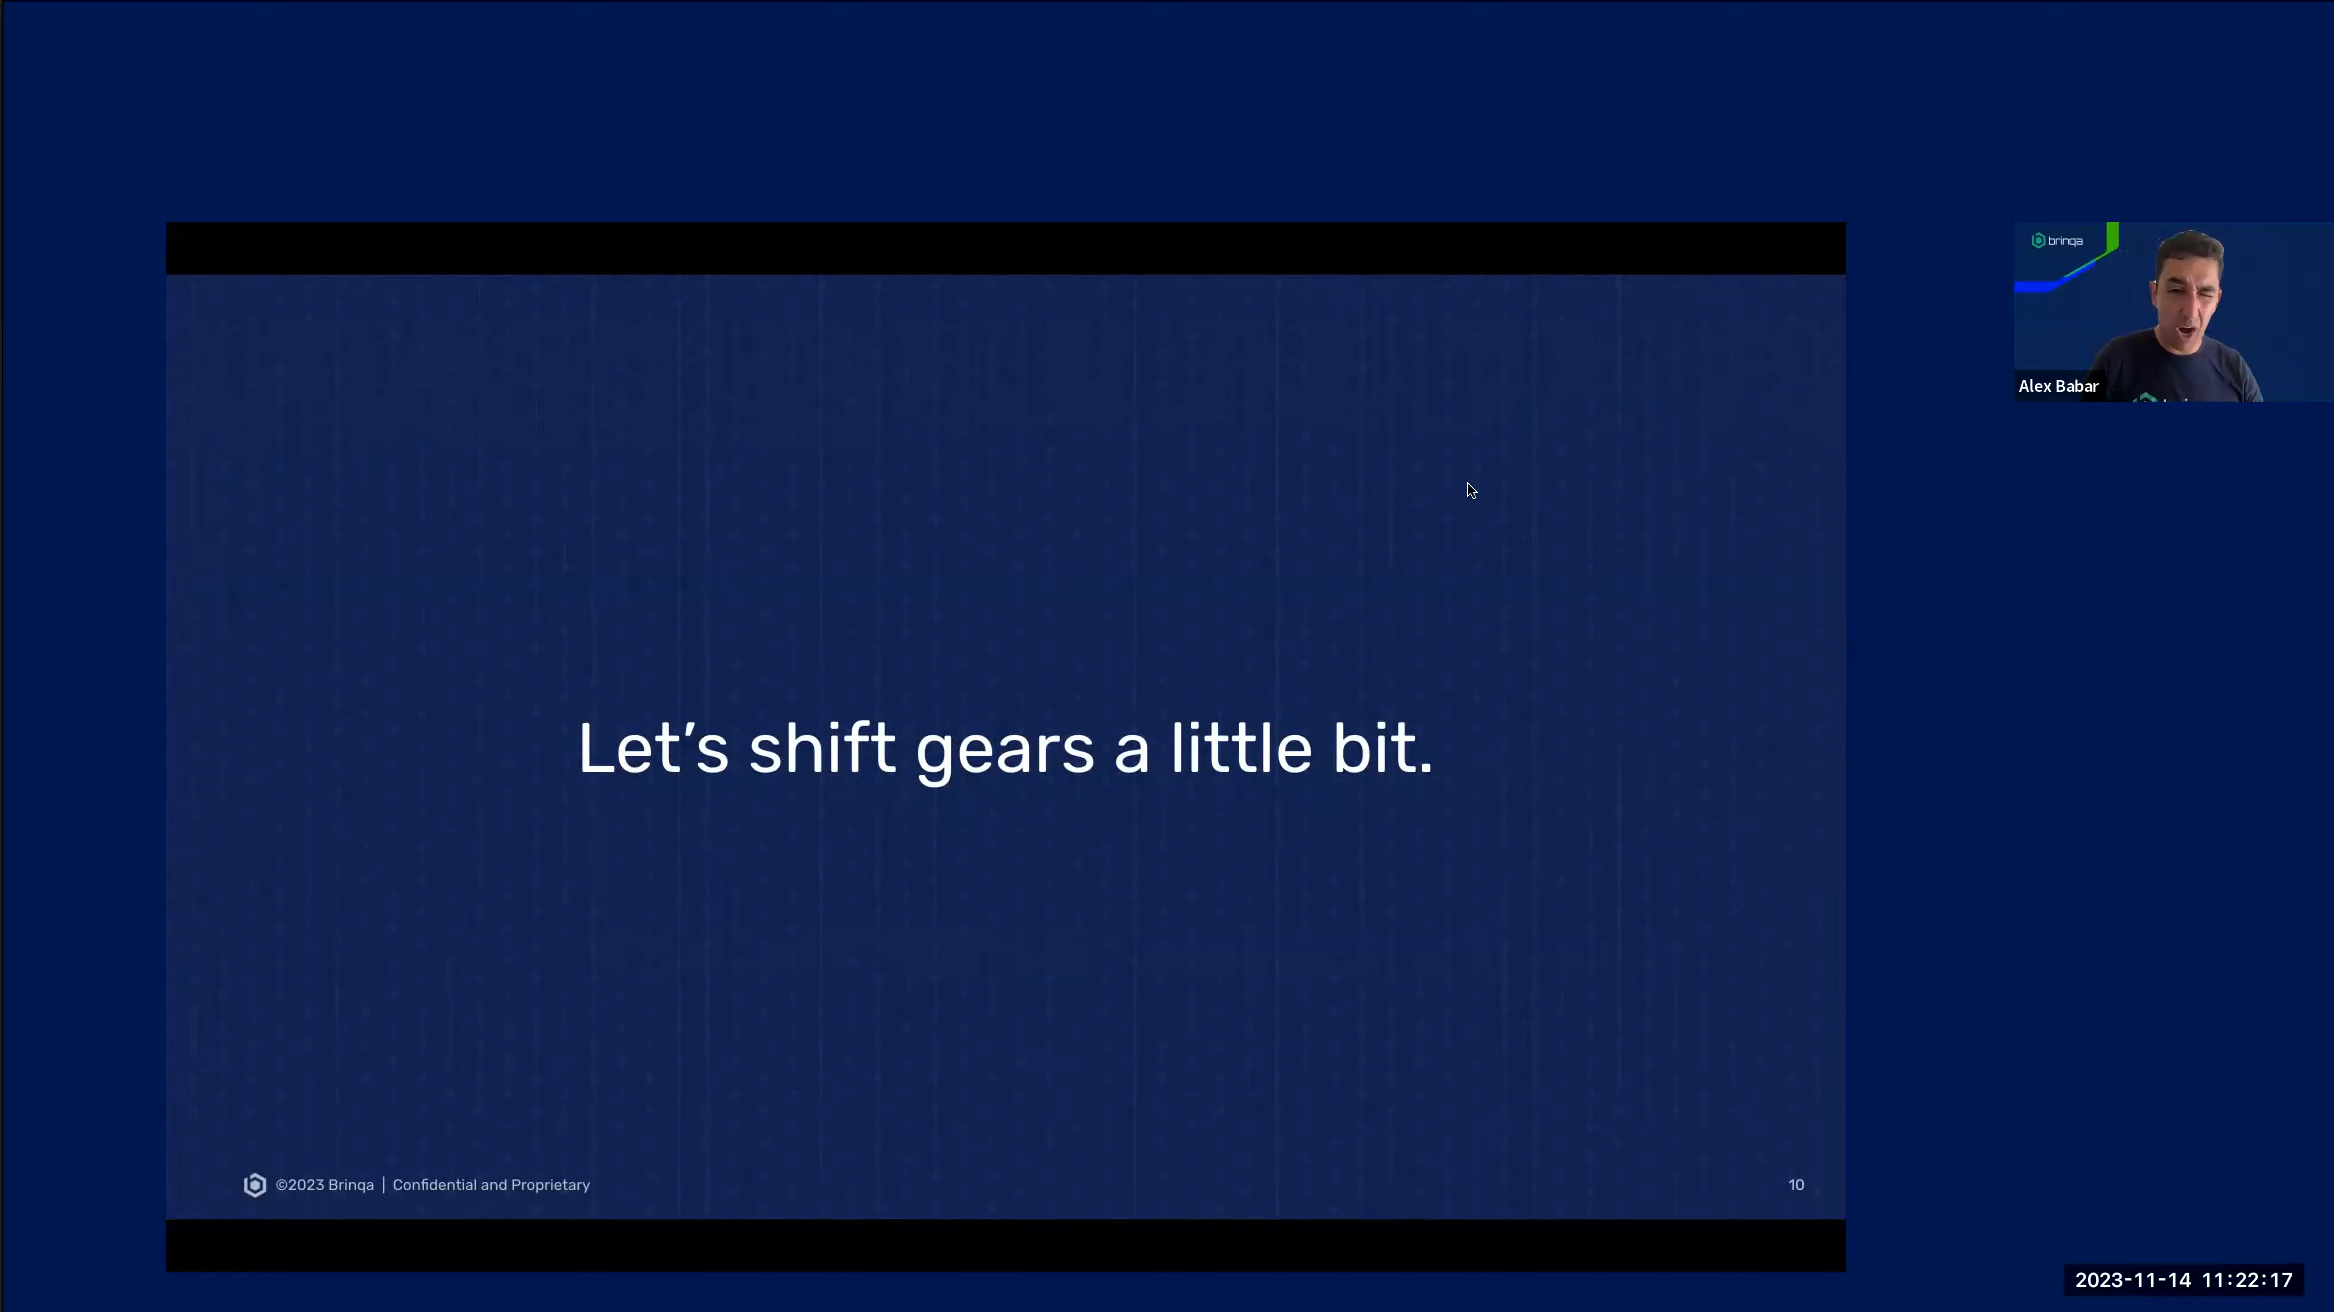 brinqa
Alex Babar
Let’s shift gears a little bit.
©2023 Brinqa | Confidential and Proprietary
10
2023-11-14 11:22:17